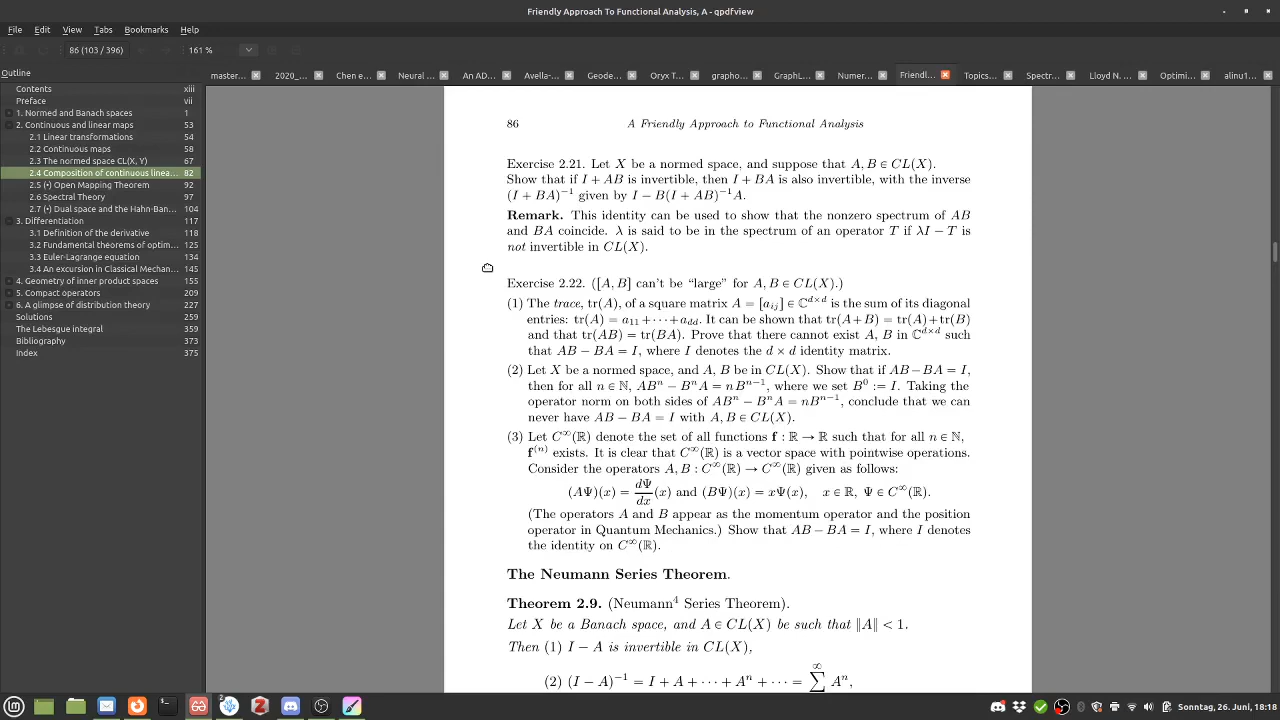 Friendly Approach To Functional Analysis, A - qpdfview
File Edit View Tabs Bookmarks Help
86 (103 / 396) 161 %
Outline
master... 2020_... Chen e... Neural ... An AD... Avella-... Geode... Oryx T... grapho... GraphL... Numer... Friendl... Topics... Spectr... Lloyd N. ... Optimi... alinu1...
Contents xiii
Preface vii
1. Normed and Banach spaces 1
2. Continuous and linear maps 53
2.1 Linear transformations 54
2.2 Continuous maps 58
2.3 The normed space CL(X, Y) 67
2.4 Composition of continuous linea... 82
2.5 (•) Open Mapping Theorem 92
2.6 Spectral Theory 97
2.7 (•) Dual space and the Hahn-Ban... 104
3. Differentiation 117
3.1 Definition of the derivative 118
3.2 Fundamental theorems of optim... 125
3.3 Euler-Lagrange equation 134
3.4 An excursion in Classical Mechan... 145
4. Geometry of inner product spaces 155
5. Compact operators 209
6. A glimpse of distribution theory 227
Solutions 259
The Lebesgue integral 359
Bibliography 373
Index 375
86 A Friendly Approach to Functional Analysis
Exercise 2.21. Let X be a normed space, and suppose that A, B ∈ CL(X).
Show that if I + AB is invertible, then I + BA is also invertible, with the inverse
(I + BA)⁻¹ given by I − B(I + AB)⁻¹A.
Remark. This identity can be used to show that the nonzero spectrum of AB
and BA coincide. λ is said to be in the spectrum of an operator T if λI − T is
not invertible in CL(X).
Exercise 2.22. ([A, B] can't be “large” for A, B ∈ CL(X).)
(1) The trace, tr(A), of a square matrix A = [aᵢⱼ] ∈ ℂ^{d×d} is the sum of its diagonal
entries: tr(A) = a₁₁ + ⋯ + a_{dd}. It can be shown that tr(A+B) = tr(A)+tr(B)
and that tr(AB) = tr(BA). Prove that there cannot exist A, B in ℂ^{d×d} such
that AB − BA = I, where I denotes the d × d identity matrix.
(2) Let X be a normed space, and A, B be in CL(X). Show that if AB − BA = I,
then for all n ∈ ℕ, ABⁿ − BⁿA = nBⁿ⁻¹, where we set B⁰ := I. Taking the
operator norm on both sides of ABⁿ − BⁿA = nBⁿ⁻¹, conclude that we can
never have AB − BA = I with A, B ∈ CL(X).
(3) Let C^∞(ℝ) denote the set of all functions f : ℝ → ℝ such that for all n ∈ ℕ,
f⁽ⁿ⁾ exists. It is clear that C^∞(ℝ) is a vector space with pointwise operations.
Consider the operators A, B : C^∞(ℝ) → C^∞(ℝ) given as follows:
(AΨ)(x) = dΨ/dx (x) and (BΨ)(x) = xΨ(x), x ∈ ℝ, Ψ ∈ C^∞(ℝ).
(The operators A and B appear as the momentum operator and the position
operator in Quantum Mechanics.) Show that AB − BA = I, where I denotes
the identity on C^∞(ℝ).
The Neumann Series Theorem.
Theorem 2.9. (Neumann⁴ Series Theorem).
Let X be a Banach space, and A ∈ CL(X) be such that ‖A‖ < 1.
Then (1) I − A is invertible in CL(X),
(2) (I − A)⁻¹ = I + A + ⋯ + Aⁿ + ⋯ = ∑^∞ Aⁿ,
2
Sonntag, 26. Juni, 18:18